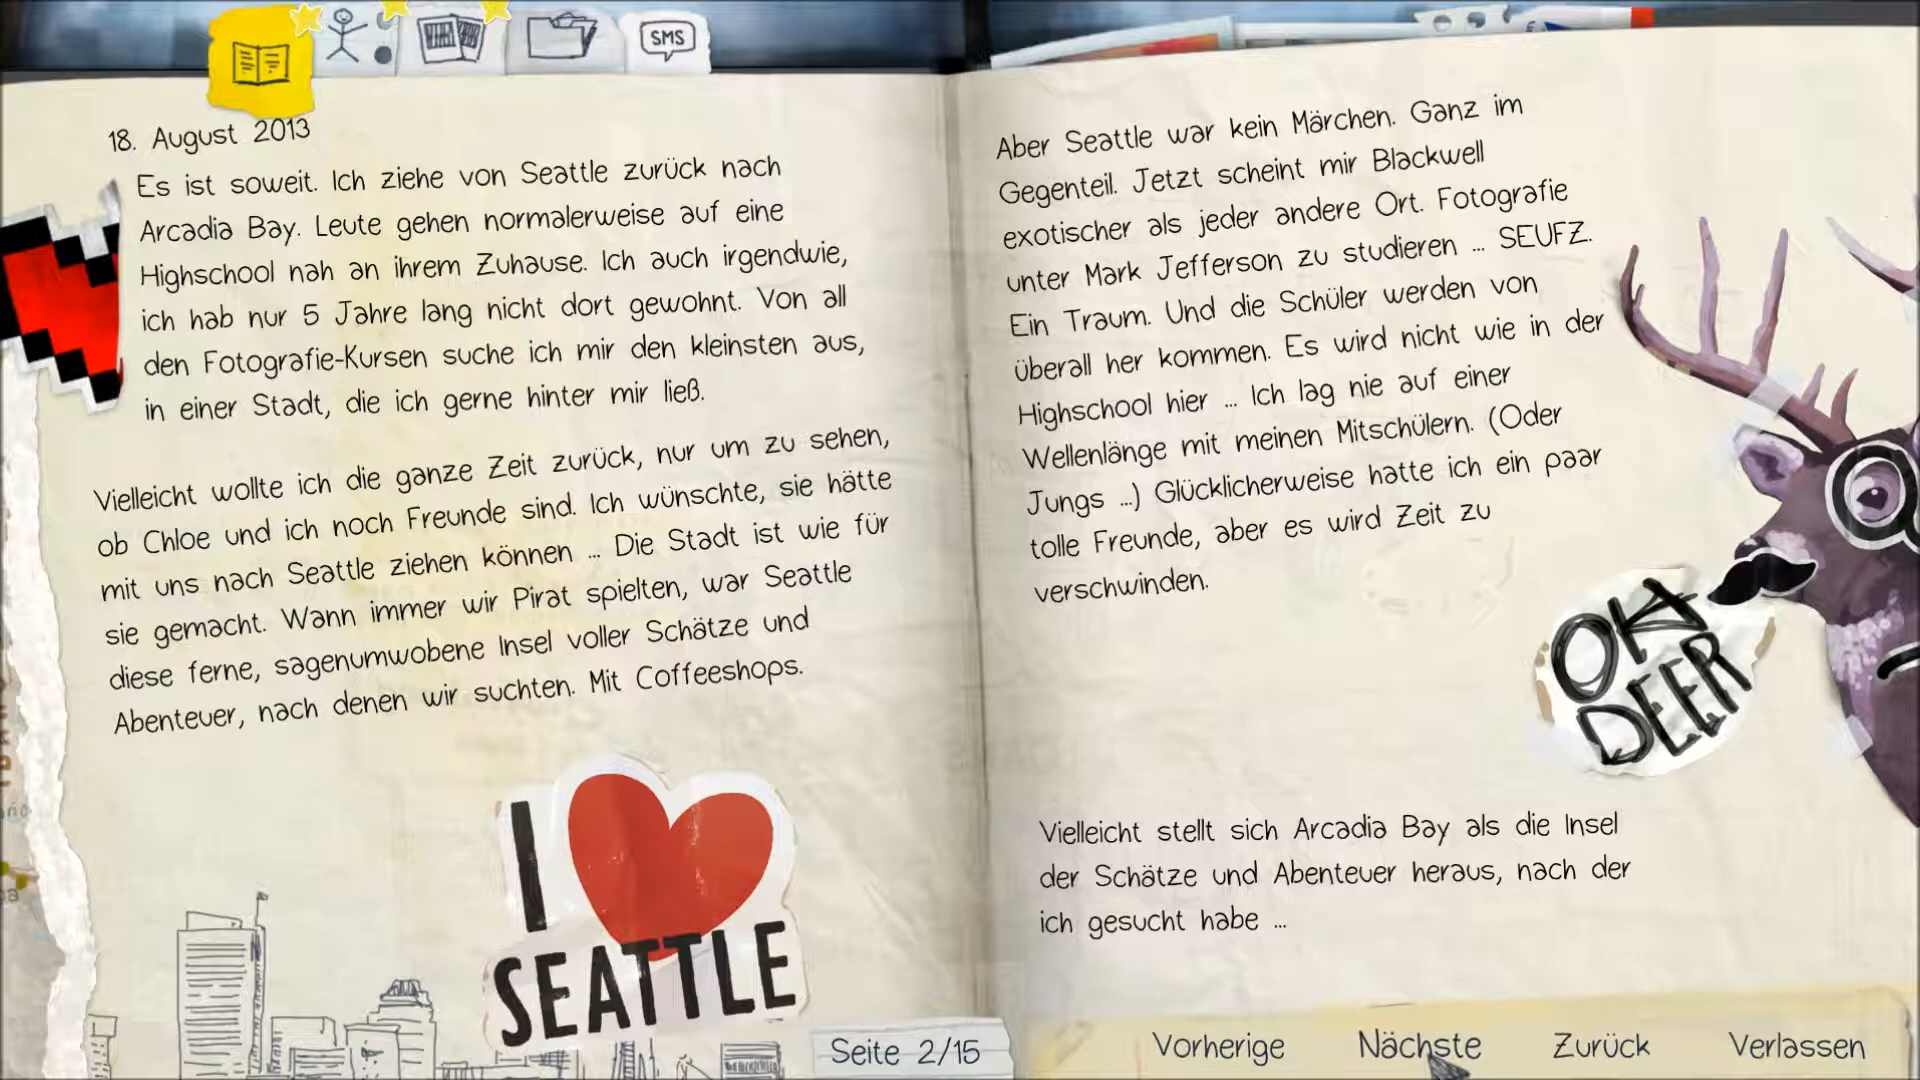 SMS
18. August 2013
Es ist soweit. Ich ziehe von Seattle zurück nach
Arcadia Bay. Leute gehen normalerweise auf eine
Highschool nah an ihrem Zuhause. Ich auch irgendwie,
ich hab nur 5 Jahre lang nicht dort gewohnt. Von all
den Fotografie-Kursen suche ich mir den kleinsten aus,
in einer Stadt, die ich gerne hinter mir ließ.
Vielleicht wollte ich die ganze Zeit zurück, nur um zu sehen,
ob Chloe und ich noch Freunde sind. Ich wünschte, sie hätte
mit uns nach Seattle ziehen können ... Die Stadt ist wie für
sie gemacht. Wann immer wir Pirat spielten, war Seattle
diese ferne, sagenumwobene Insel voller Schätze und
Abenteuer, nach denen wir suchten. Mit Coffeeshops.
I
SEATTLE
Seite 2/15
Aber Seattle war kein Märchen. Ganz im
Gegenteil. Jetzt scheint mir Blackwell
exotischer als jeder andere Ort. Fotografie
unter Mark Jefferson zu studieren ... SEUFZ.
Ein Traum. Und die Schüler werden von
überall her kommen. Es wird nicht wie in der
Highschool hier ... Ich lag nie auf einer
Wellenlänge mit meinen Mitschülern. (Oder
Jungs ...) Glücklicherweise hatte ich ein paar
tolle Freunde, aber es wird Zeit zu
verschwinden.
OH
DEER
Vielleicht stellt sich Arcadia Bay als die Insel
der Schätze und Abenteuer heraus, nach der
ich gesucht habe ...
Vorherige Nächste Zurück Verlassen